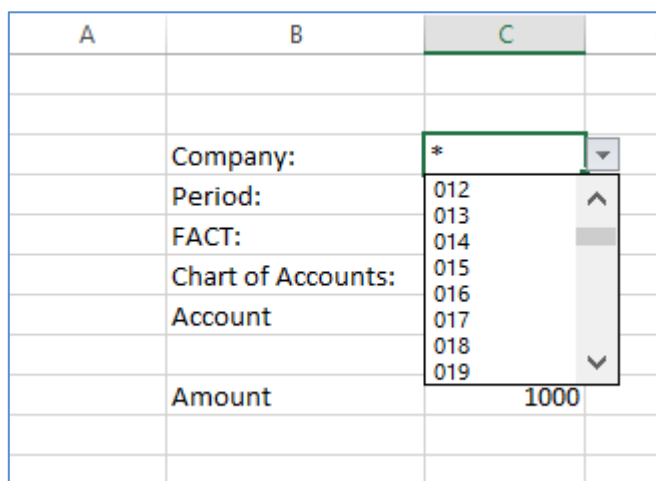 A B C
Company: *
Period: 012
013
FACT: 014
Chart of Accounts: 015
016
Account 017
018
019
Amount 1000